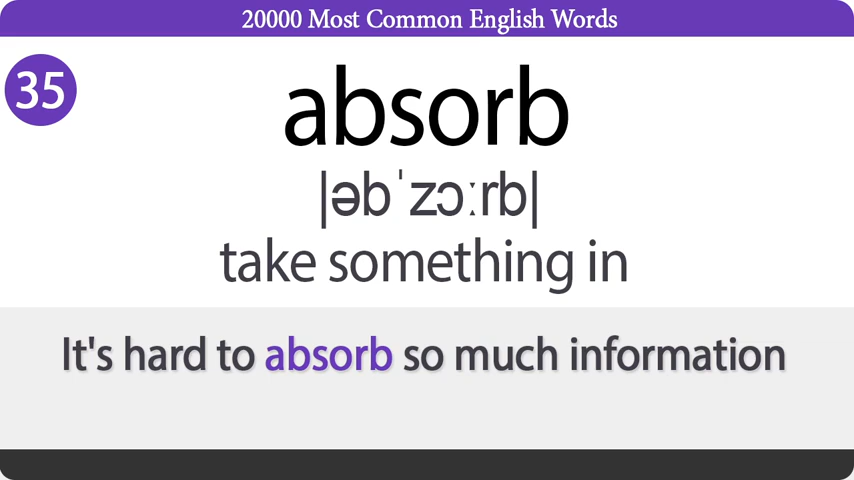 20000 Most Common English Words
35
absorb
|əbˈzɔːrb|
take something in
It's hard to absorb so much information